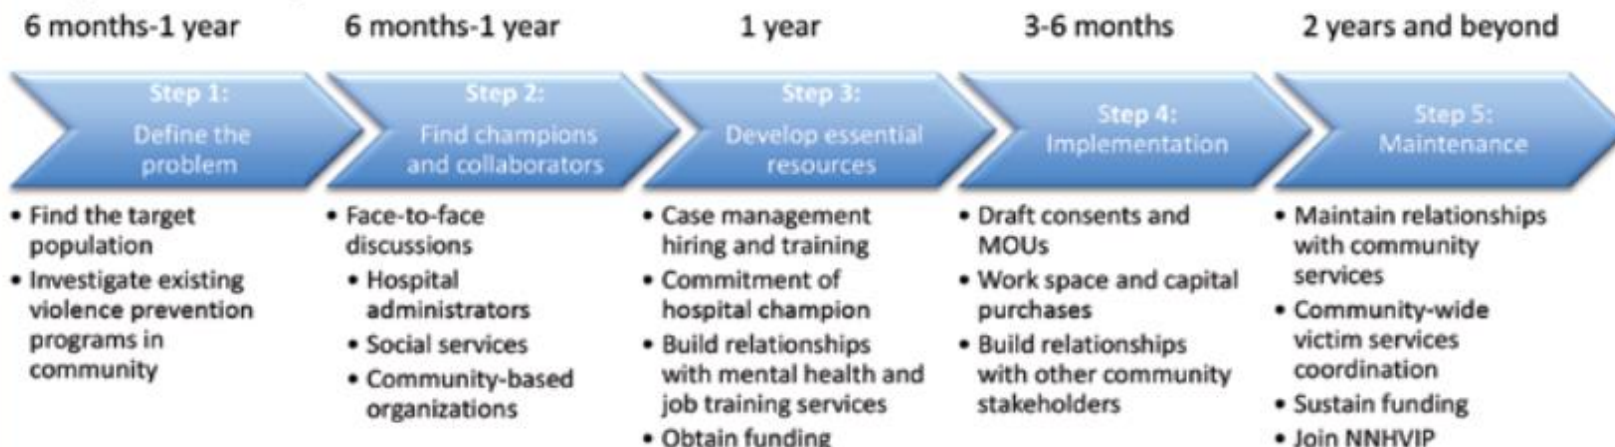 6 months-1 year
6 months-1 year
1 year
3-6 months
2 years and beyond
Step 1:
Define the
problem
Step 2:
Find champions
and collaborators
Step 3:
Develop essential
resources
Step 4:
Implementation
Step 5:
Maintenance
• Find the target
population
• Investigate existing
violence prevention
programs in
community
• Face-to-face
discussions
• Hospital
administrators
• Social services
• Community-based
organizations
• Case management
hiring and training
• Commitment of
hospital champion
• Build relationships
with mental health and
job training services
• Obtain funding
• Draft consents and
MOUs
• Work space and capital
purchases
• Build relationships
with other community
stakeholders
• Maintain relationships
with community
services
• Community-wide
victim services
coordination
• Sustain funding
• Join NNHVIP